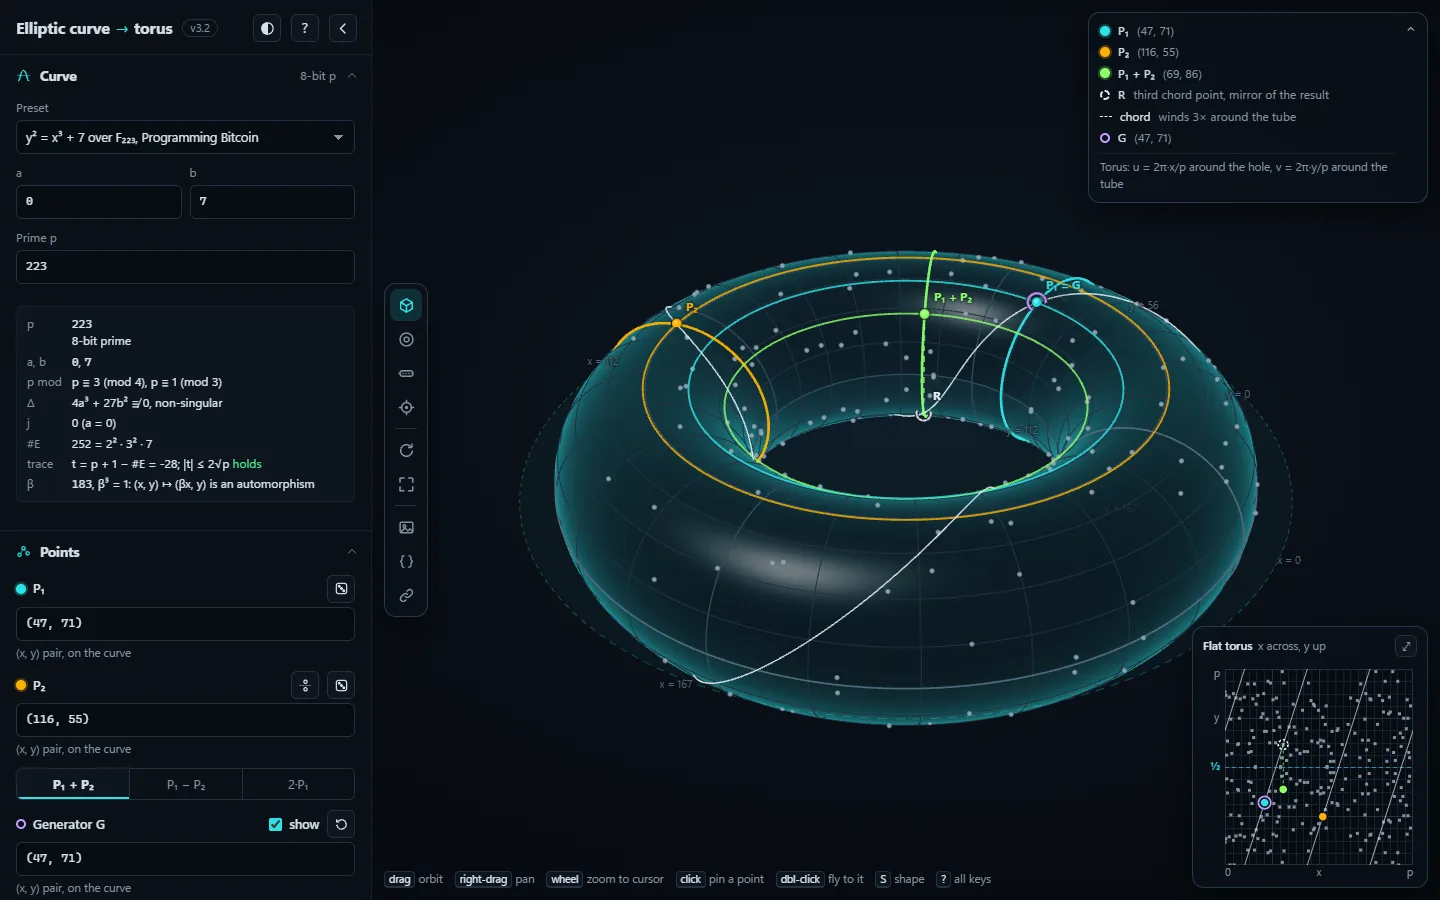 Elliptic curve → torus v3.2
?
Curve 8-bit p
Preset
y² = x³ + 7 over F₂₂₃, Programming Bitcoin
a b
0 7
Prime p
223
p 223
8-bit prime
a, b 0, 7
p mod p ≡ 3 (mod 4), p ≡ 1 (mod 3)
Δ 4a³ + 27b² ≢ 0, non-singular
j 0 (a = 0)
#E 252 = 2² · 3² · 7
trace t = p + 1 − #E = -28; |t| ≤ 2√p holds
β 183, β³ = 1: (x, y) ↦ (βx, y) is an automorphism
Points
P₁
(47, 71)
(x, y) pair, on the curve
P₂
(116, 55)
(x, y) pair, on the curve
P₁ + P₂ P₁ − P₂ 2·P₁
Generator G show
(47, 71)
(x, y) pair, on the curve
P₁ (47, 71)
P₂ (116, 55)
P₁ + P₂ (69, 86)
R third chord point, mirror of the result
chord winds 3× around the tube
G (47, 71)
Torus: u = 2π·x/p around the hole, v = 2π·y/p around the
tube
P₁ = G
P₁ + P₂
P₂
x = 112
R
y = 112
x = 0
x = 167
Flat torus x across, y up
p
y
½
0 x p
drag orbit right-drag pan wheel zoom to cursor click pin a point dbl-click fly to it S shape ? all keys